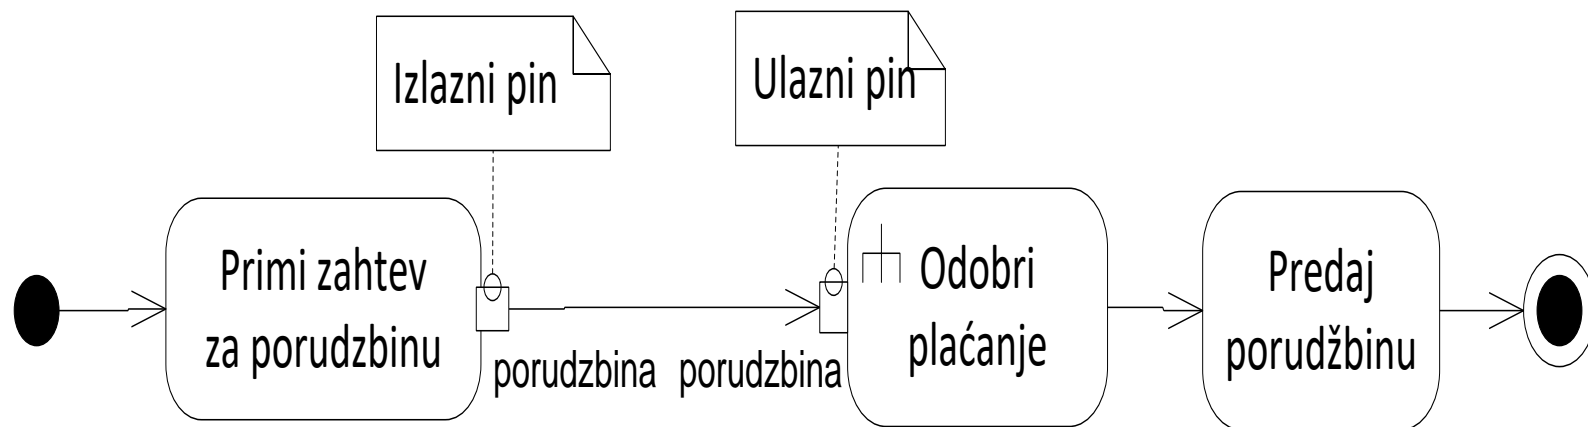 Izlazni pin
Ulazni pin
Primi zahtev
za porudzbinu
porudzbina
porudzbina
Odobri
plaćanje
Predaj
porudžbinu